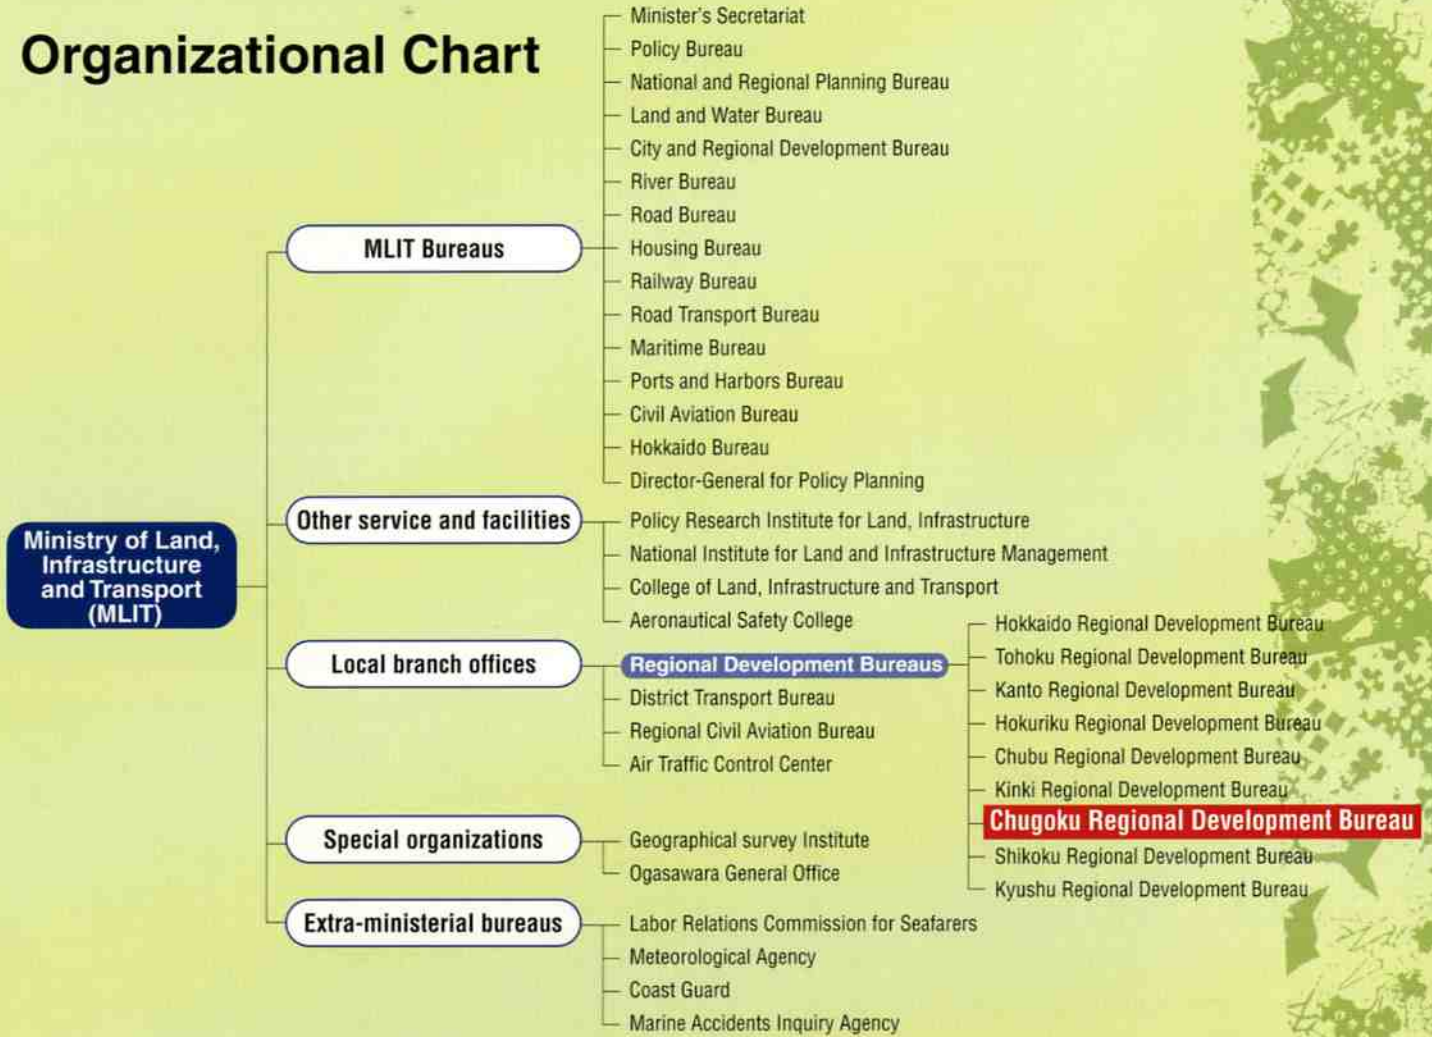 Organizational Chart
Ministry of Land,
Infrastructure
and Transport
(MLIT)
MLIT Bureaus
Minister's Secretariat
Policy Bureau
National and Regional Planning Bureau
Land and Water Bureau
City and Regional Development Bureau
River Bureau
Road Bureau
Housing Bureau
Railway Bureau
Road Transport Bureau
Maritime Bureau
Ports and Harbors Bureau
Civil Aviation Bureau
Hokkaido Bureau
Director-General for Policy Planning
Other service and facilities
Policy Research Institute for Land, Infrastructure
National Institute for Land and Infrastructure Management
College of Land, Infrastructure and Transport
Aeronautical Safety College
Local branch offices
Regional Development Bureaus
Hokkaido Regional Development Bureau
Tohoku Regional Development Bureau
Kanto Regional Development Bureau
Hokuriku Regional Development Bureau
Chubu Regional Development Bureau
Kinki Regional Development Bureau
Chugoku Regional Development Bureau
Shikoku Regional Development Bureau
Kyushu Regional Development Bureau
District Transport Bureau
Regional Civil Aviation Bureau
Air Traffic Control Center
Special organizations
Geographical survey Institute
Ogasawara General Office
Extra-ministerial bureaus
Labor Relations Commission for Seafarers
Meteorological Agency
Coast Guard
Marine Accidents Inquiry Agency